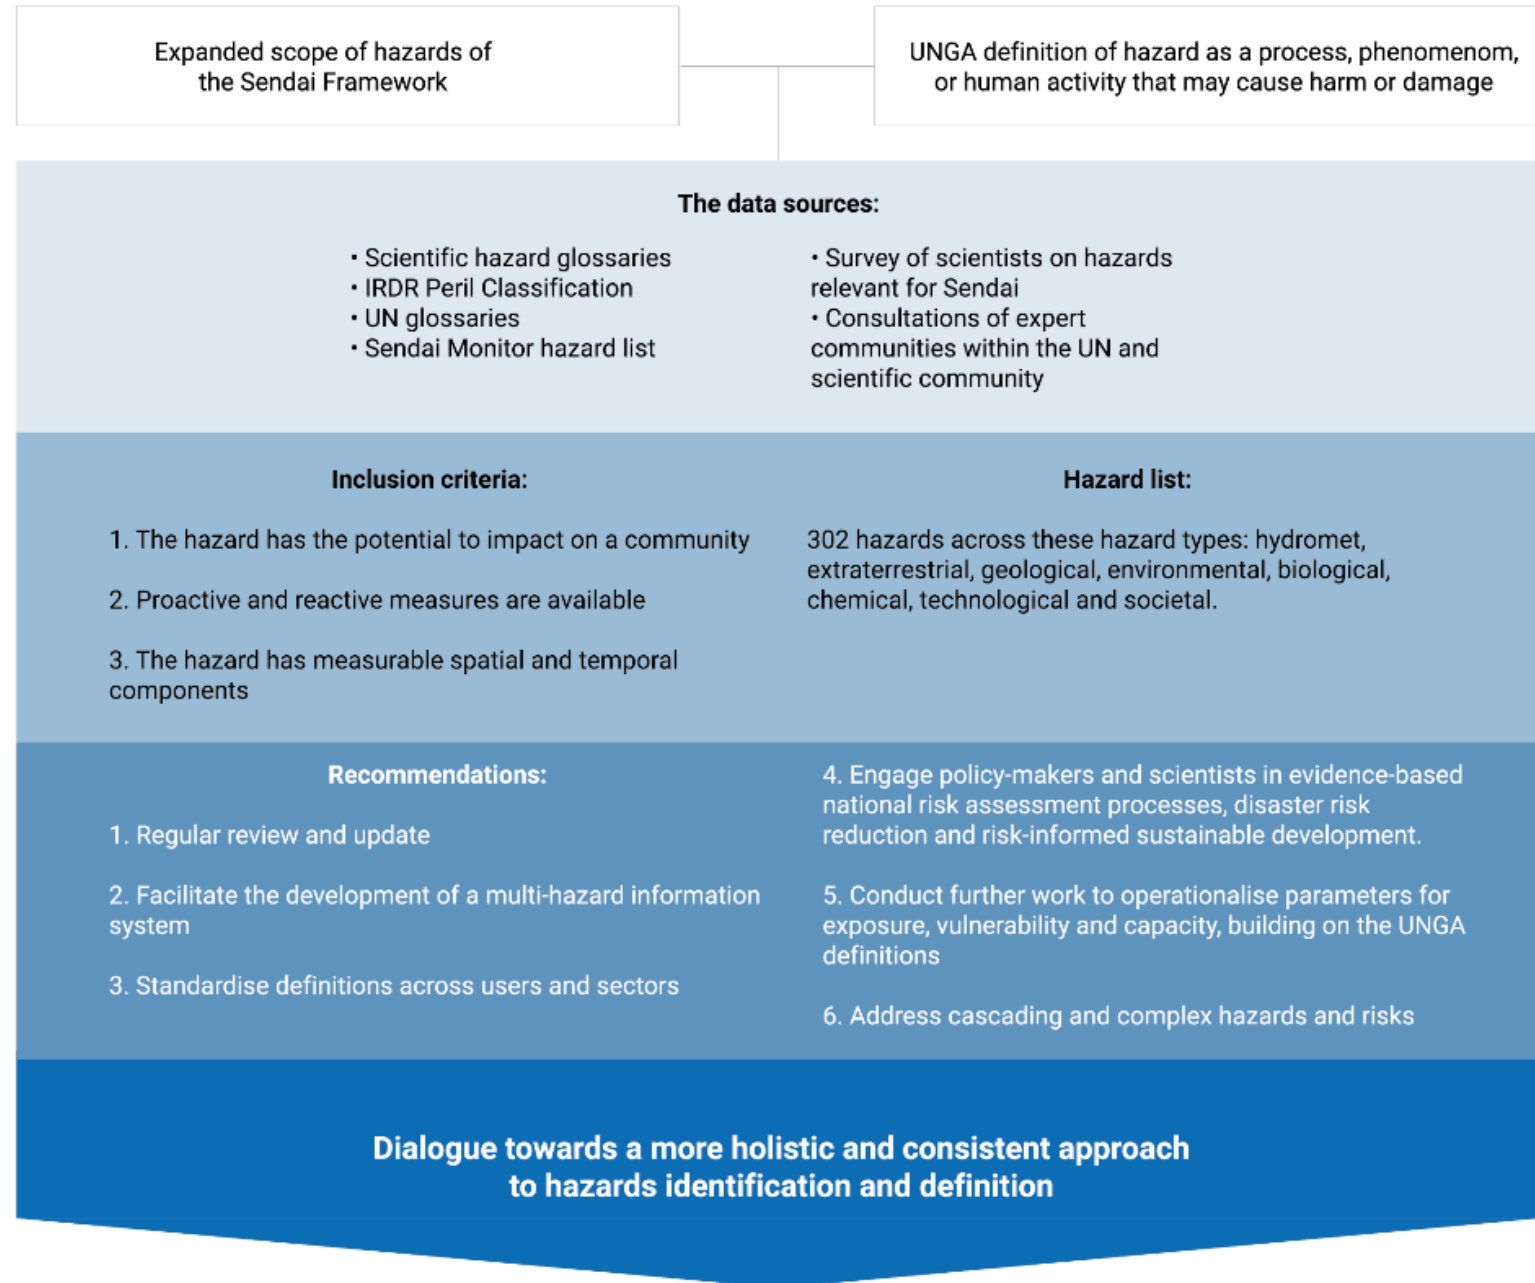 Expanded scope of hazards of
the Sendai Framework
UNGA definition of hazard as a process, phenomenom,
or human activity that may cause harm or damage
The data sources:
• Scientific hazard glossaries
• IRDR Peril Classification
• UN glossaries
• Sendai Monitor hazard list
• Survey of scientists on hazards
relevant for Sendai
• Consultations of expert
communities within the UN and
scientific community
Inclusion criteria:
1. The hazard has the potential to impact on a community
2. Proactive and reactive measures are available
3. The hazard has measurable spatial and temporal
components
Hazard list:
302 hazards across these hazard types: hydromet,
extraterrestrial, geological, environmental, biological,
chemical, technological and societal.
Recommendations:
1. Regular review and update
2. Facilitate the development of a multi-hazard information
system
3. Standardise definitions across users and sectors
4. Engage policy-makers and scientists in evidence-based
national risk assessment processes, disaster risk
reduction and risk-informed sustainable development.
5. Conduct further work to operationalise parameters for
exposure, vulnerability and capacity, building on the UNGA
definitions
6. Address cascading and complex hazards and risks
Dialogue towards a more holistic and consistent approach
to hazards identification and definition